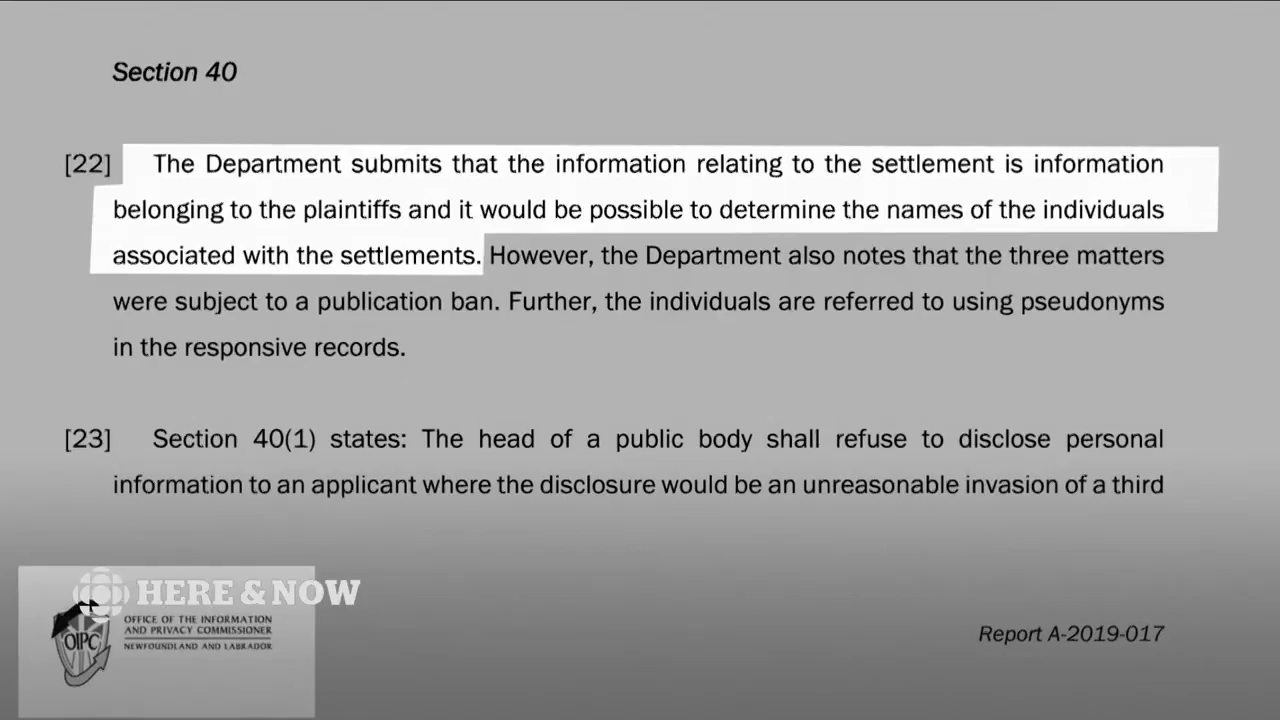 Section 40
[22] The Department submits that the information relating to the settlement is information
belonging to the plaintiffs and it would be possible to determine the names of the individuals
associated with the settlements. However, the Department also notes that the three matters
were subject to a publication ban. Further, the individuals are referred to using pseudonyms
in the responsive records.
[23] Section 40(1) states: The head of a public body shall refuse to disclose personal
information to an applicant where the disclosure would be an unreasonable invasion of a third
HERE & NOW
OIPC
OFFICE OF THE INFORMATION
AND PRIVACY COMMISSIONER
NEWFOUNDLAND AND LABRADOR
Report A-2019-017